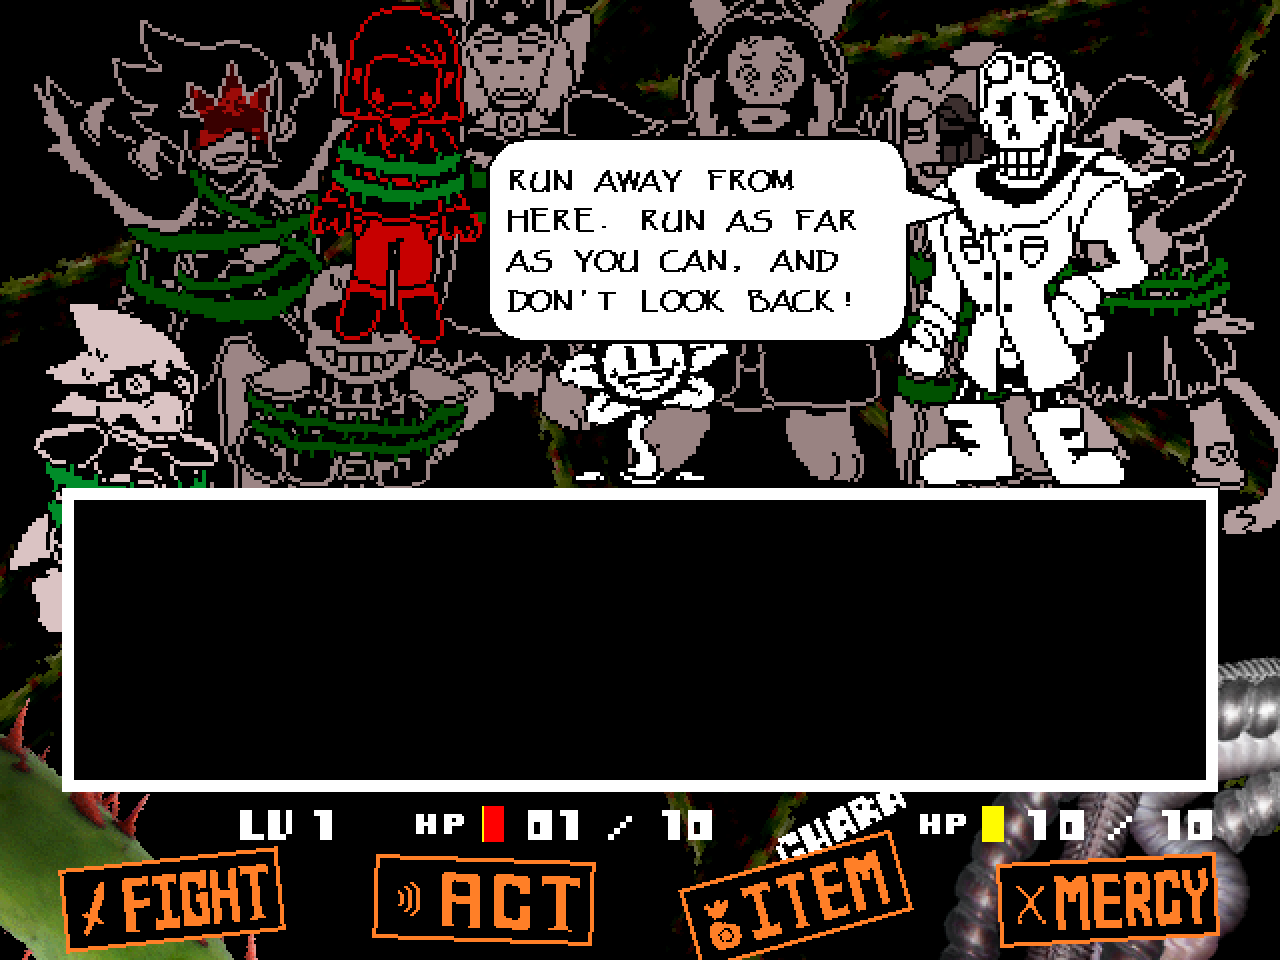 RUN AWAY FROM
HERE. RUN AS FAR
AS YOU CAN, AND
DON'T LOOK BACK!
LV 1 HP 01 / 10 CHARA HP 10 / 10
FIGHT ACT ITEM MERCY